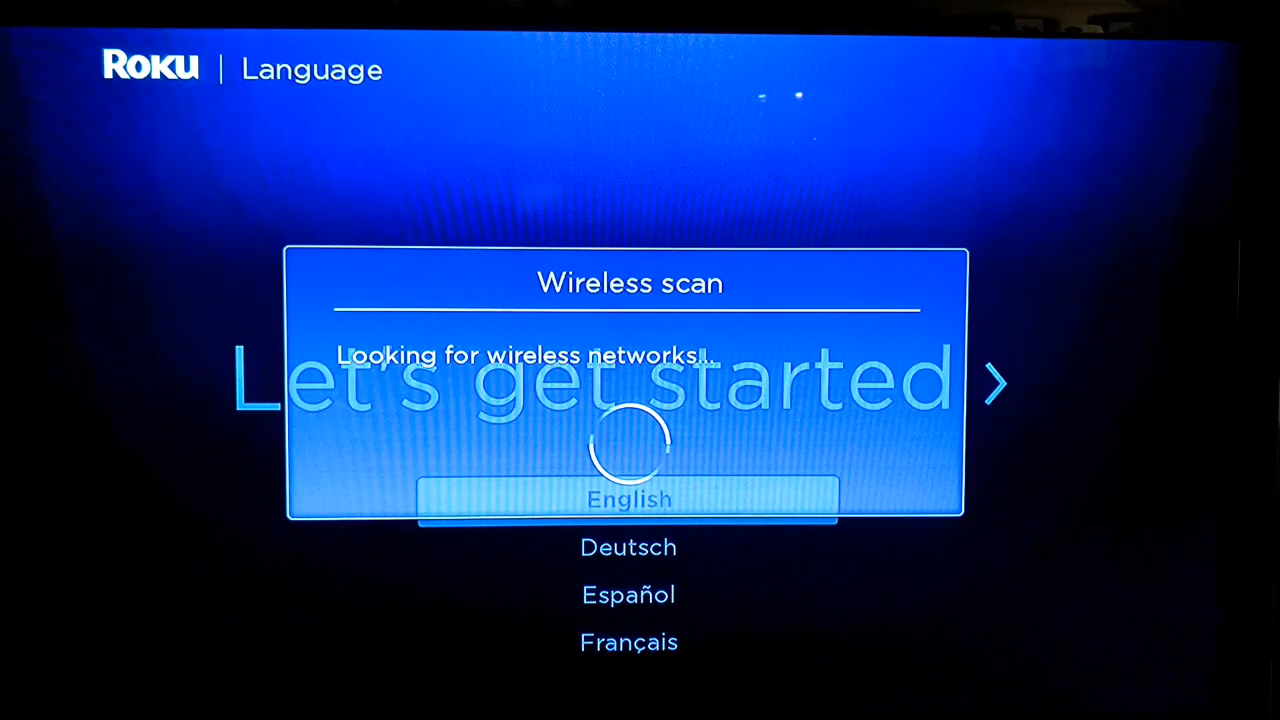 Roku | Language
Wireless scan
Looking for wireless networks...
Let's get started
English
Deutsch
Español
Français